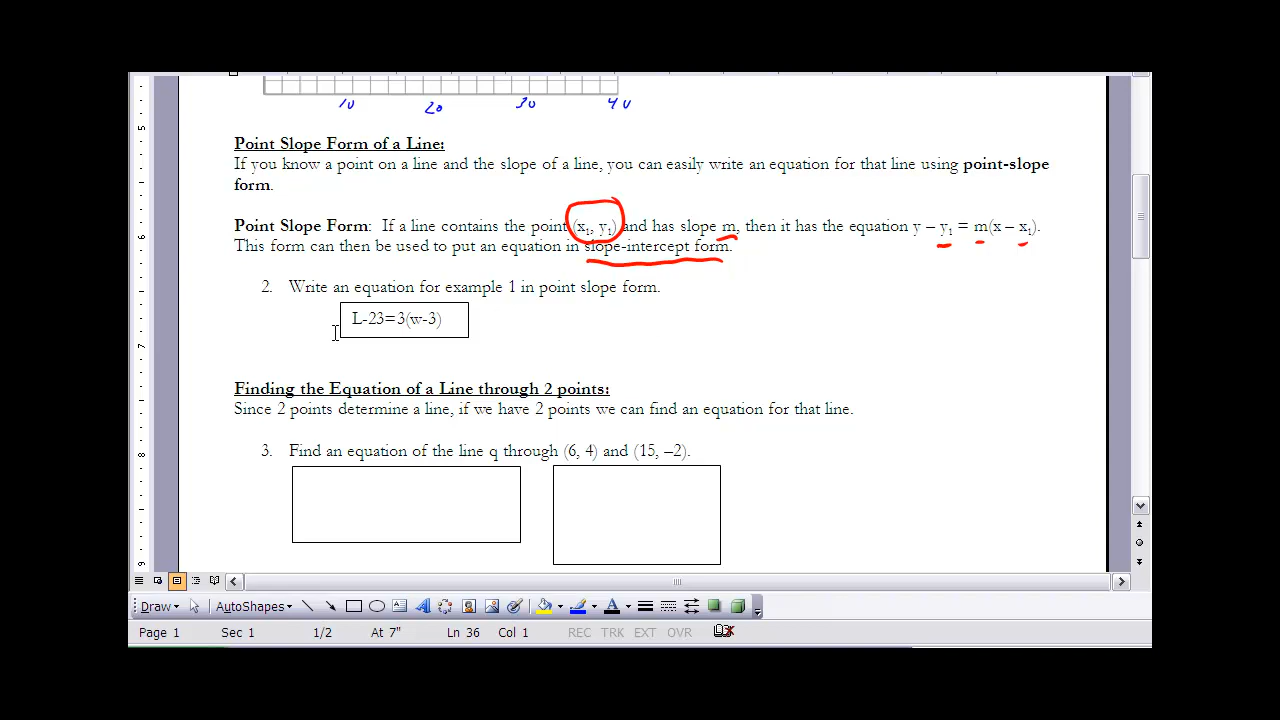 10 20 30 40
Point Slope Form of a Line:
If you know a point on a line and the slope of a line, you can easily write an equation for that line using point-slope
form.
Point Slope Form: If a line contains the point (x₁, y₁) and has slope m, then it has the equation y – y₁ = m(x – x₁).
This form can then be used to put an equation in slope-intercept form.
2. Write an equation for example 1 in point slope form.
L-23=3(w-3)
Finding the Equation of a Line through 2 points:
Since 2 points determine a line, if we have 2 points we can find an equation for that line.
3. Find an equation of the line q through (6, 4) and (15, –2).
5
6
7
8
9
Draw AutoShapes
Page 1 Sec 1 1/2 At 7" Ln 36 Col 1 REC TRK EXT OVR